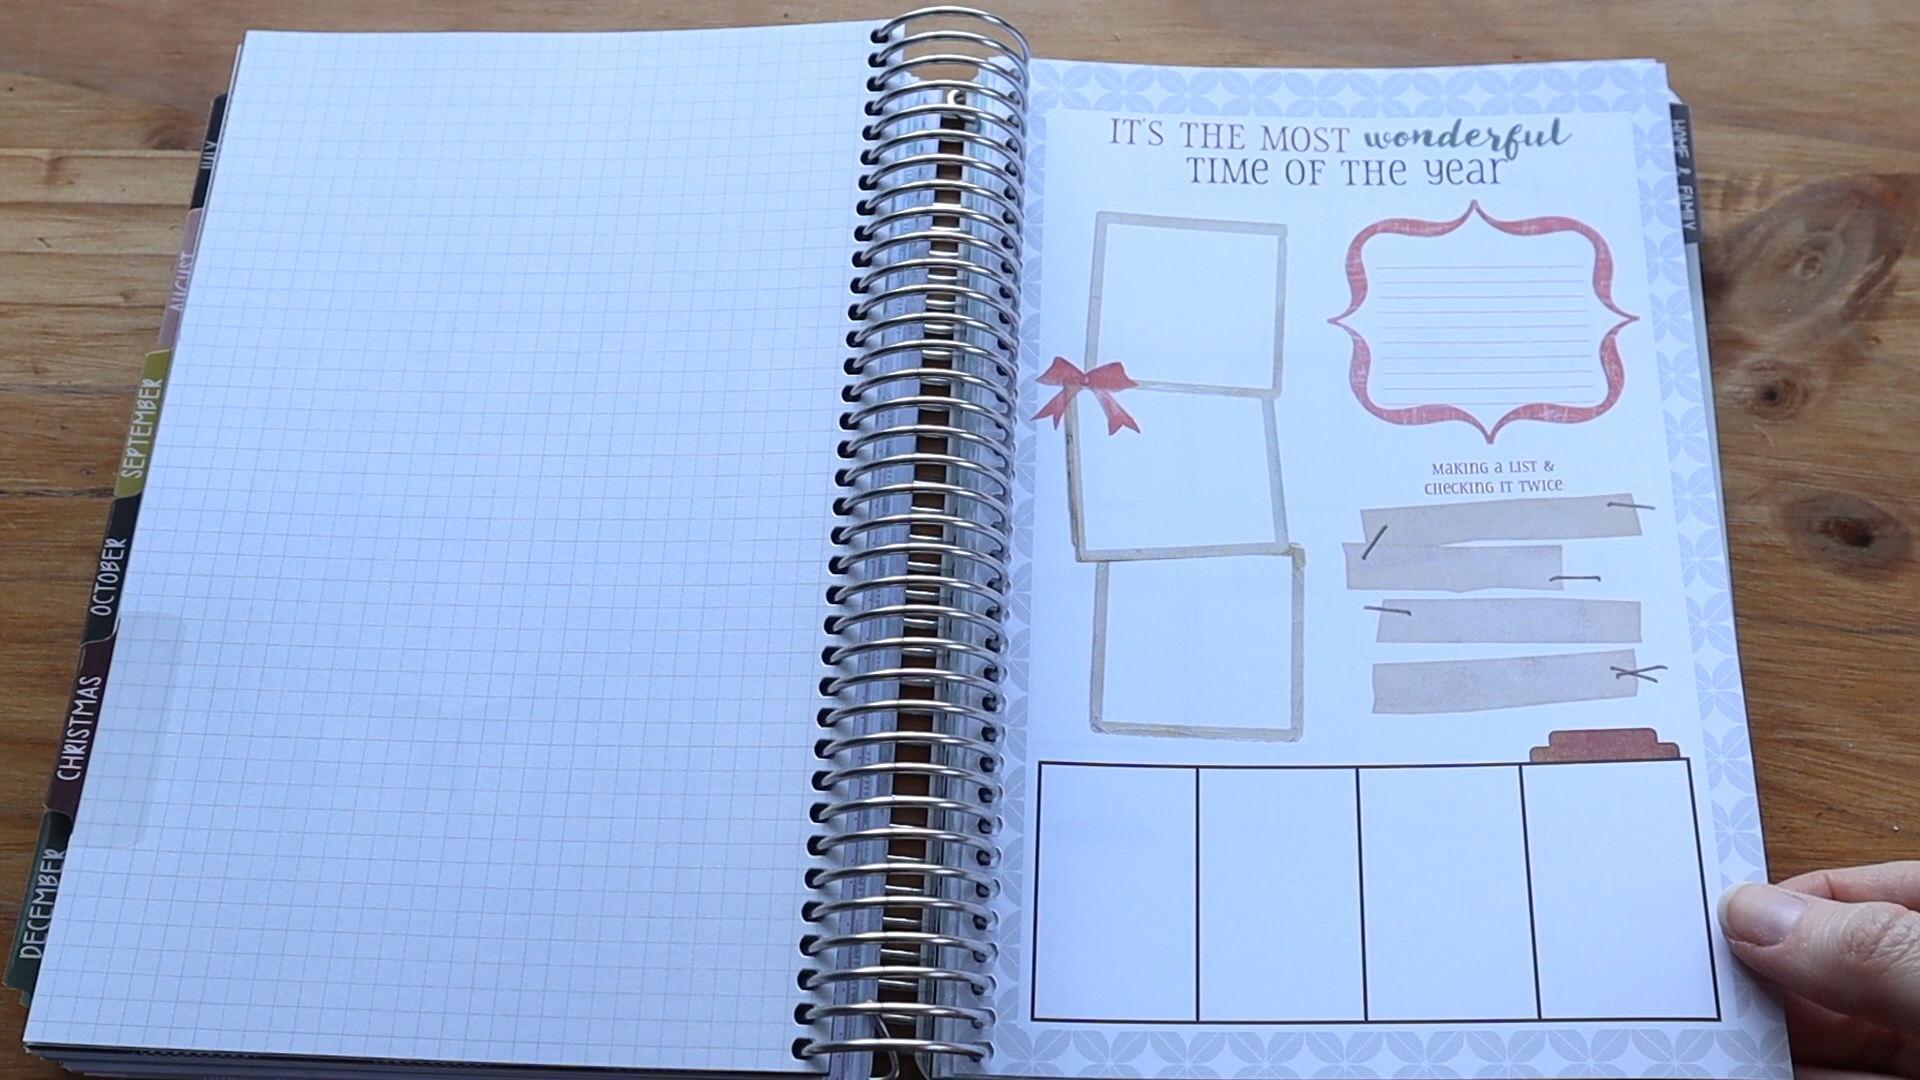 JULY
AUGUST
SEPTEMBER
OCTOBER
CHRISTMAS
DECEMBER
IT'S THE MOST wonderful
TIME OF THE year
MAKING a LIST &
CHECKING IT TWICE
HOME & FAMILY